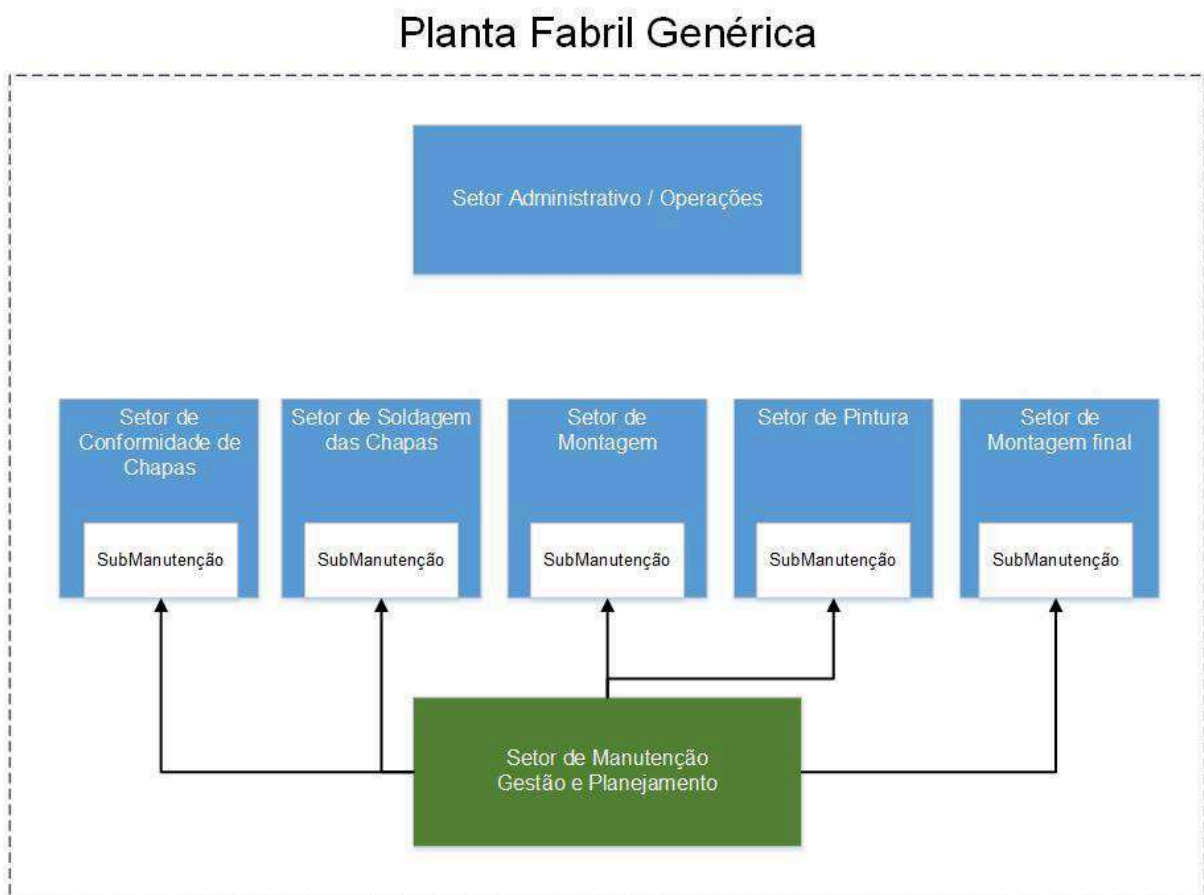 Planta Fabril Genérica
Setor Administrativo / Operações
Setor de
Conformidade de
Chapas
SubManutenção
Setor de Soldagem
das Chapas
SubManutenção
Setor de
Montagem
SubManutenção
Setor de Pintura
SubManutenção
Setor de
Montagem final
SubManutenção
Setor de Manutenção
Gestão e Planejamento